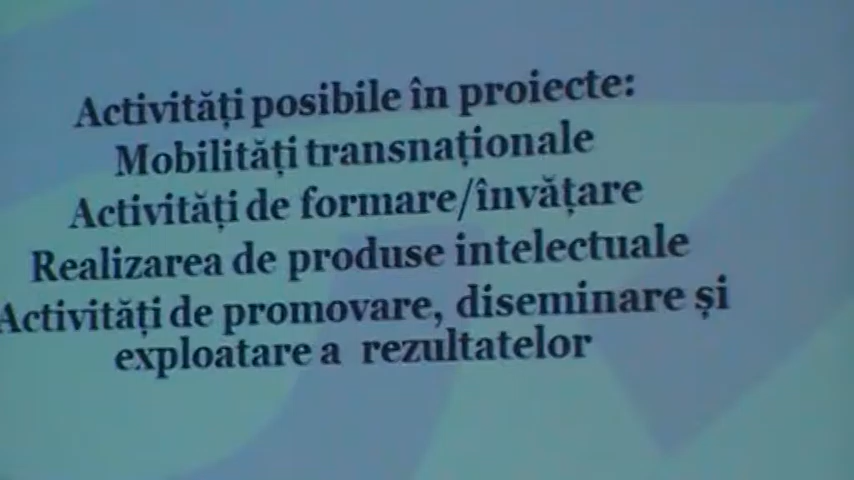 Activități posibile în proiecte:
Mobilități transnaționale
Activități de formare/învățare
Realizarea de produse intelectuale
Activități de promovare, diseminare și
exploatare a rezultatelor